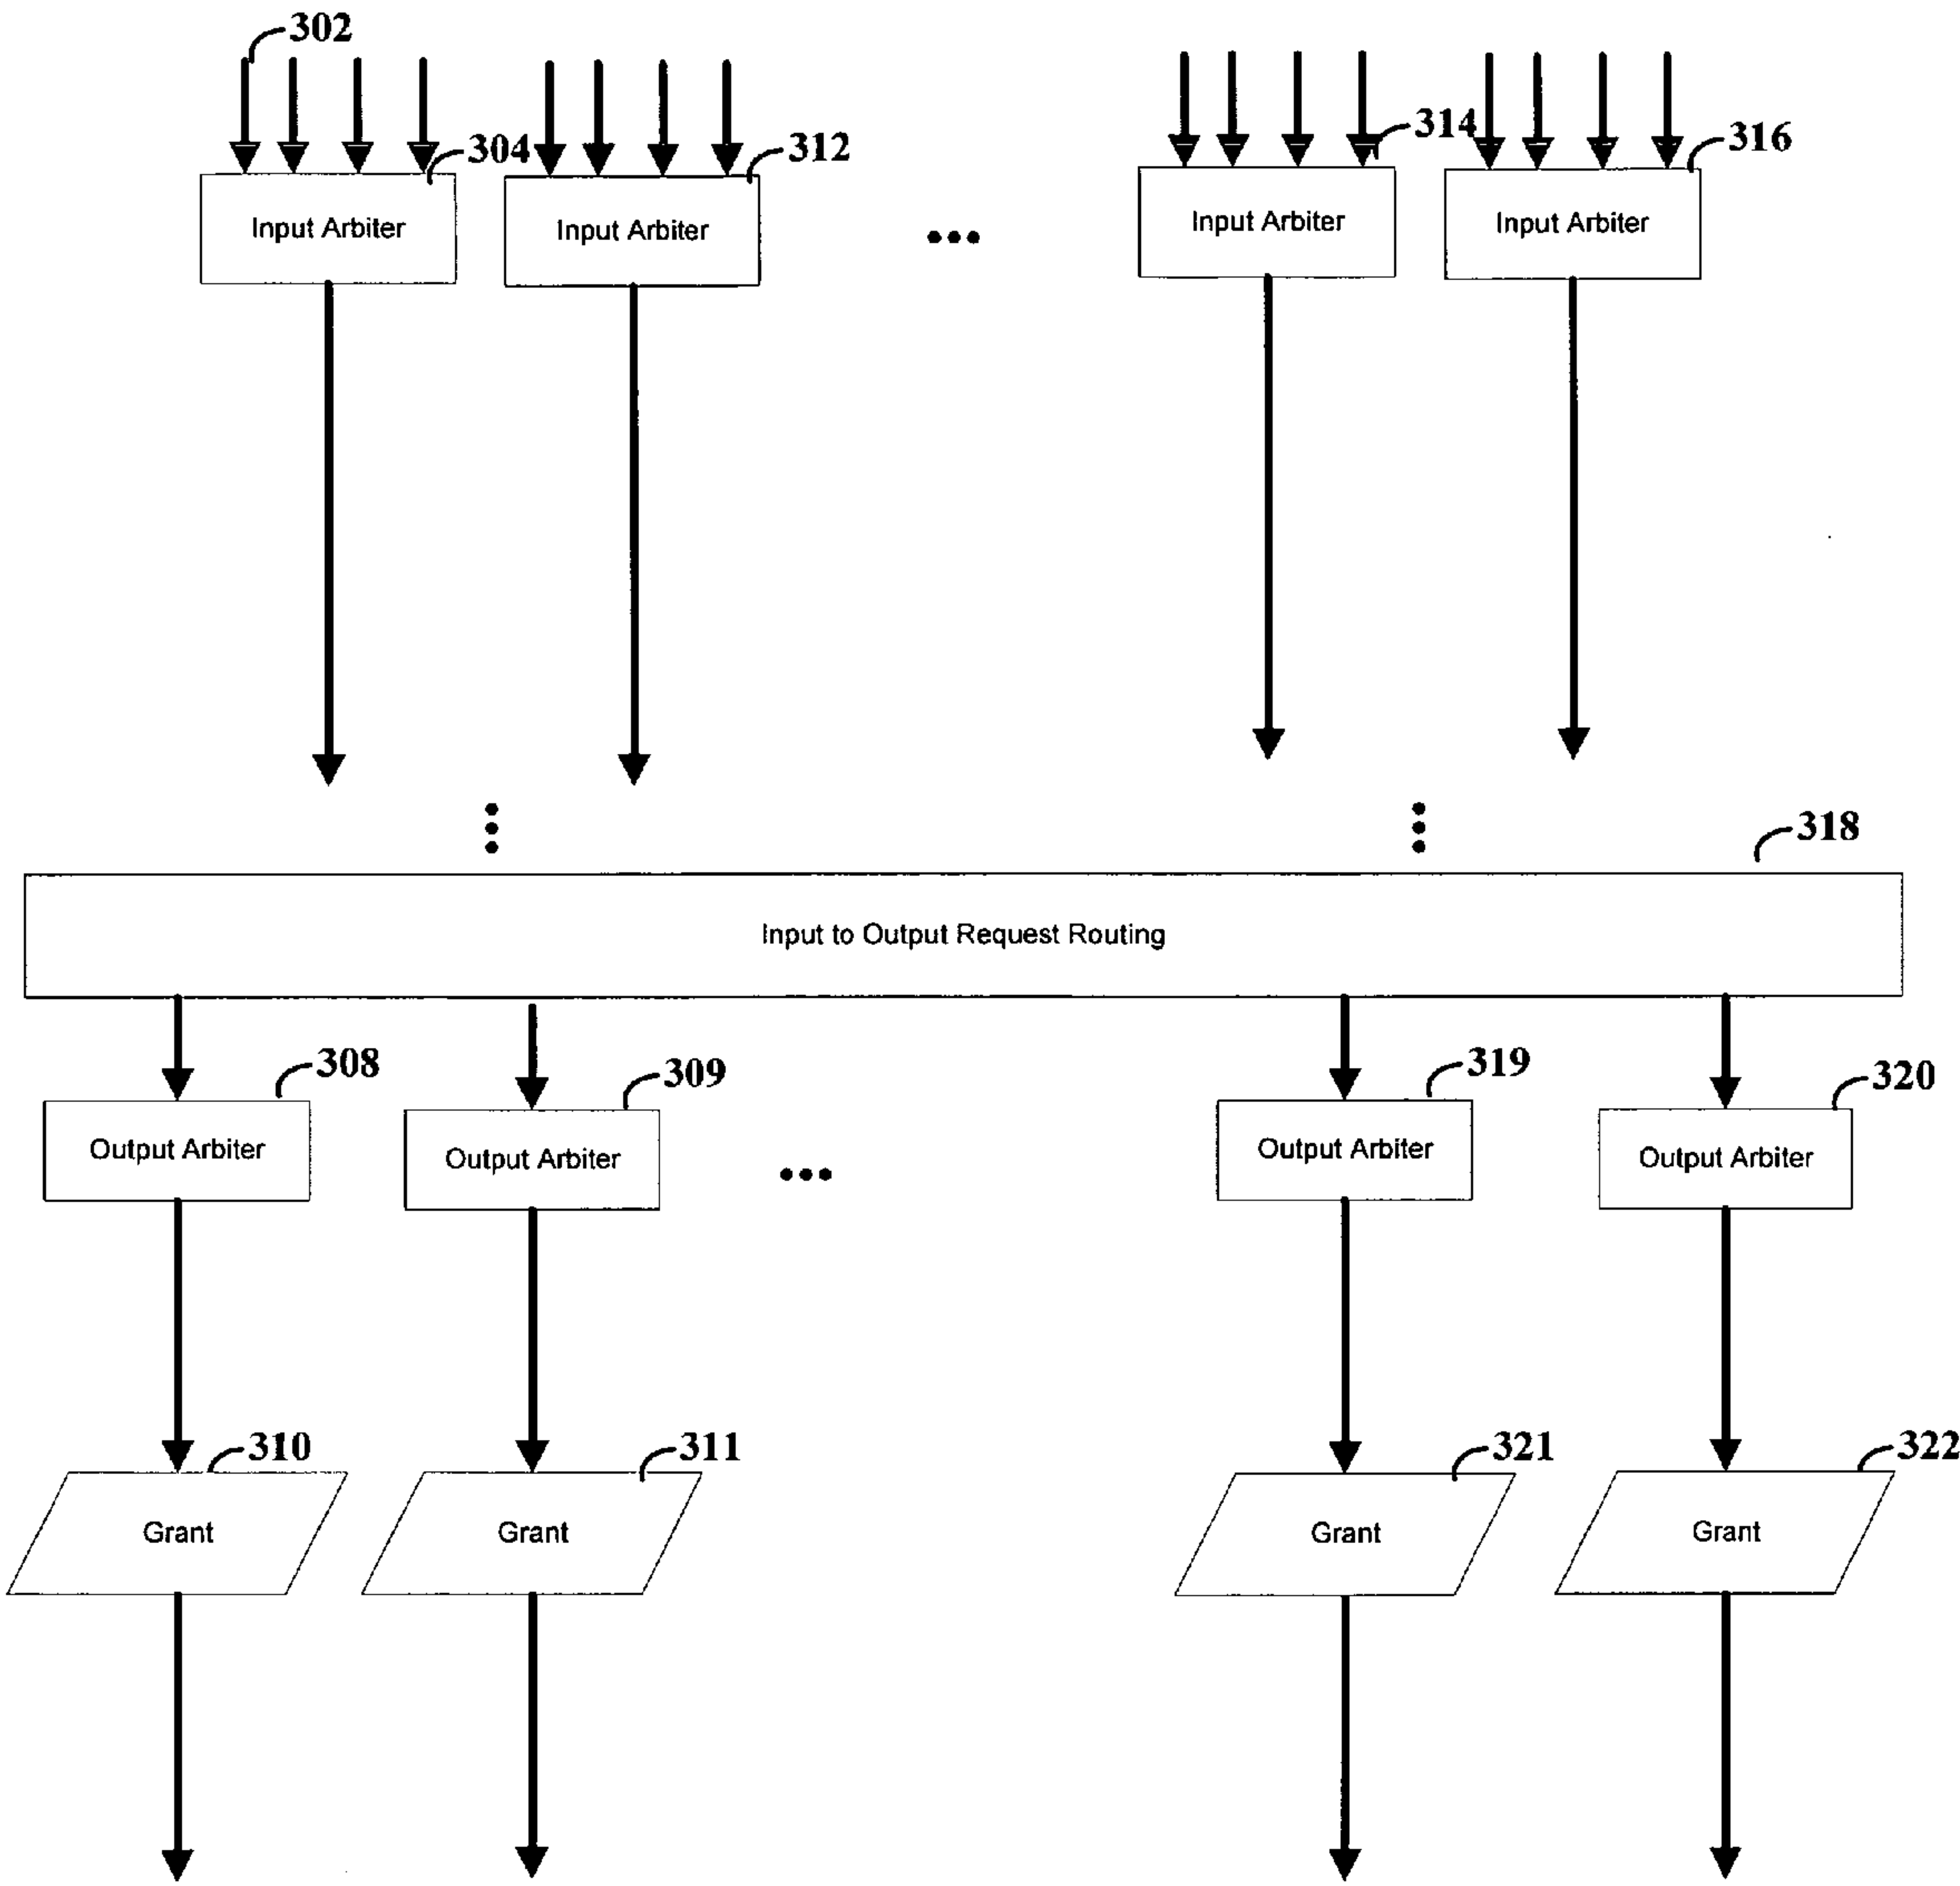 302
304
312
314
316
Input Arbiter
Input Arbiter
Input Arbiter
Input Arbiter
318
Input to Output Request Routing
308
309
319
320
Output Arbiter
Output Arbiter
Output Arbiter
Output Arbiter
310
311
321
322
Grant
Grant
Grant
Grant